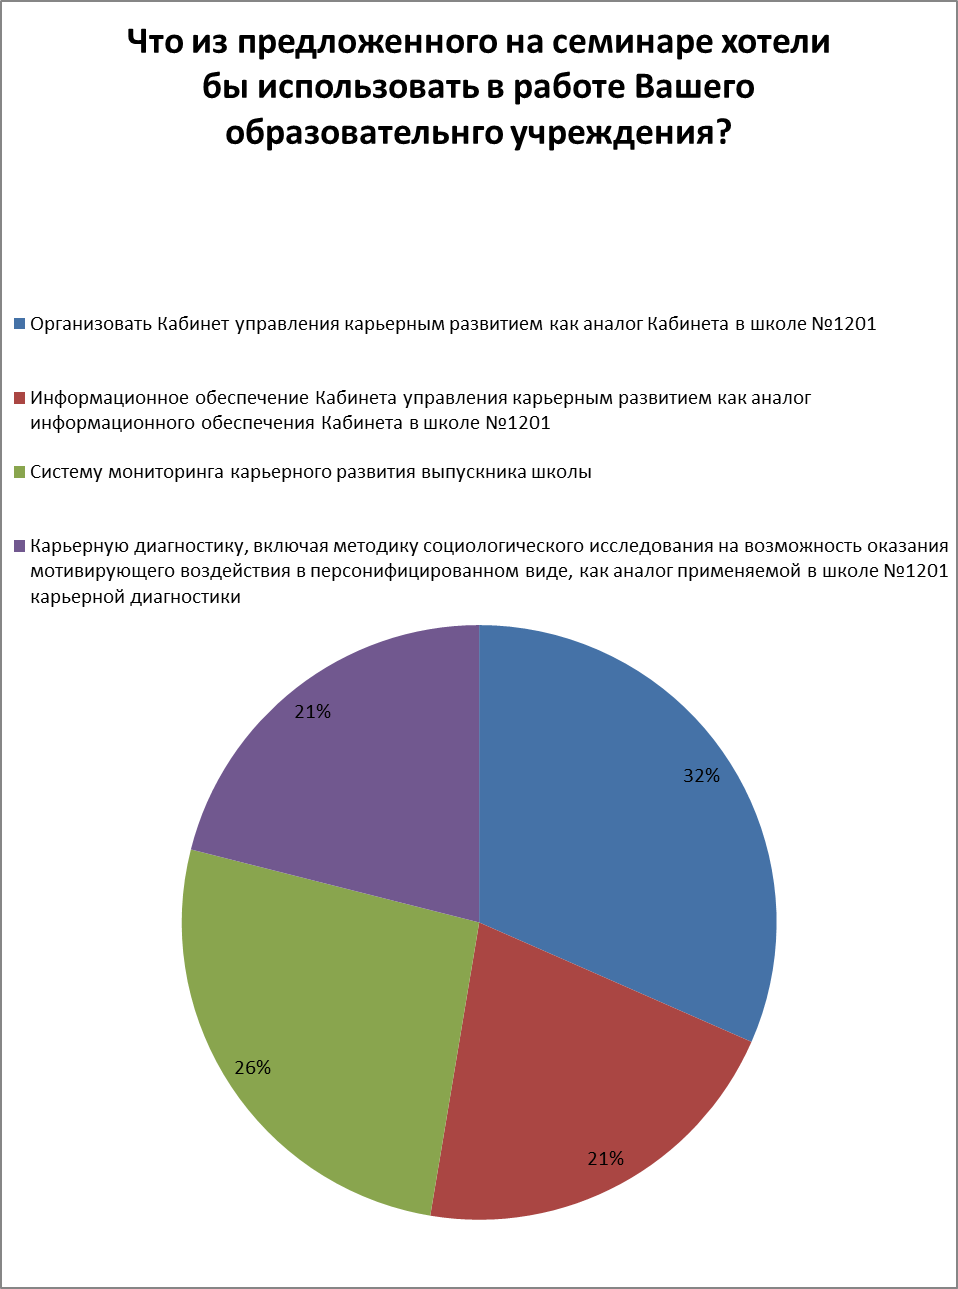 Что из предложенного на семинаре хотели
бы использовать в работе Вашего
образовательнго учреждения?
Организовать Кабинет управления карьерным развитием как аналог Кабинета в школе №1201
Информационное обеспечение Кабинета управления карьерным развитием как аналог
информационного обеспечения Кабинета в школе №1201
Систему мониторинга карьерного развития выпускника школы
Карьерную диагностику, включая методику социологического исследования на возможность оказания
мотивирующего воздействия в персонифицированном виде, как аналог применяемой в школе №1201
карьерной диагностики
21%
32%
26%
21%